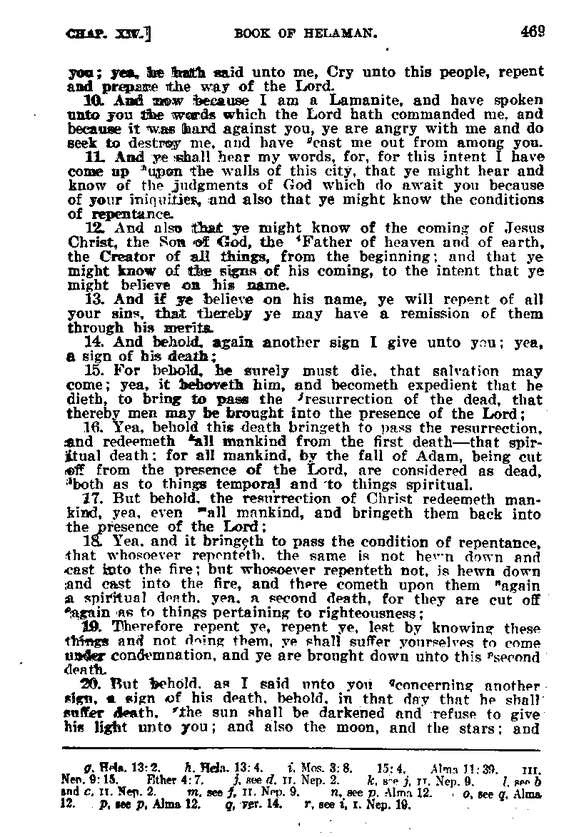 CHAP. XIV.] BOOK OF HELAMAN. 469
you; yea, he hath said unto me, Cry unto this people, repent
and prepare the way of the Lord.
10. And now because I am a Lamanite, and have spoken
unto you the words which the Lord hath commanded me, and
because it was hard against you, ye are angry with me and do
seek to destroy me, and have ᵍcast me out from among you.
11. And ye shall hear my words, for, for this intent I have
come up ʰupon the walls of this city, that ye might hear and
know of the judgments of God which do await you because
of your iniquities, and also that ye might know the conditions
of repentance.
12. And also that ye might know of the coming of Jesus
Christ, the Son of God, the ⁱFather of heaven and of earth,
the Creator of all things, from the beginning; and that ye
might know of the signs of his coming, to the intent that ye
might believe on his name.
13. And if ye believe on his name, ye will repent of all
your sins, that thereby ye may have a remission of them
through his merits.
14. And behold, again another sign I give unto you; yea,
a sign of his death;
15. For behold, he surely must die, that salvation may
come; yea, it behoveth him, and becometh expedient that he
dieth, to bring to pass the ʲresurrection of the dead, that
thereby men may be brought into the presence of the Lord;
16. Yea, behold this death bringeth to pass the resurrection,
and redeemeth ᵏall mankind from the first death—that spir-
itual death; for all mankind, by the fall of Adam, being cut
off from the presence of the Lord, are considered as dead,
both as to things temporal and to things spiritual.
17. But behold, the resurrection of Christ redeemeth man-
kind, yea, even ᵐall mankind, and bringeth them back into
the presence of the Lord;
18. Yea, and it bringeth to pass the condition of repentance,
that whosoever repenteth, the same is not hewn down and
cast into the fire; but whosoever repenteth not, is hewn down
and cast into the fire, and there cometh upon them ⁿagain
a spiritual death, yea, a second death, for they are cut off
ᵒagain as to things pertaining to righteousness;
19. Therefore repent ye, repent ye, lest by knowing these
things and not doing them, ye shall suffer yourselves to come
under condemnation, and ye are brought down unto this ᵖsecond
death.
20. But behold, as I said unto you qconcerning another
sign, a sign of his death, behold, in that day that he shall
suffer death, ʳthe sun shall be darkened and refuse to give
his light unto you; and also the moon, and the stars; and
g, Hela. 13:2. h, Hela. 13:4. i, Mos. 3:8. 15:4. Alma 11:39. III.
Nep. 9:15. Ether 4:7. j, see d, II. Nep. 2. k, see j, II. Nep. 9. l, see b
and c, II. Nep. 2. m, see f, II. Nep. 9. n, see p, Alma 12. o, see q, Alma
12. p, see p, Alma 12. q, ver. 14. r, see i, I. Nep. 19.